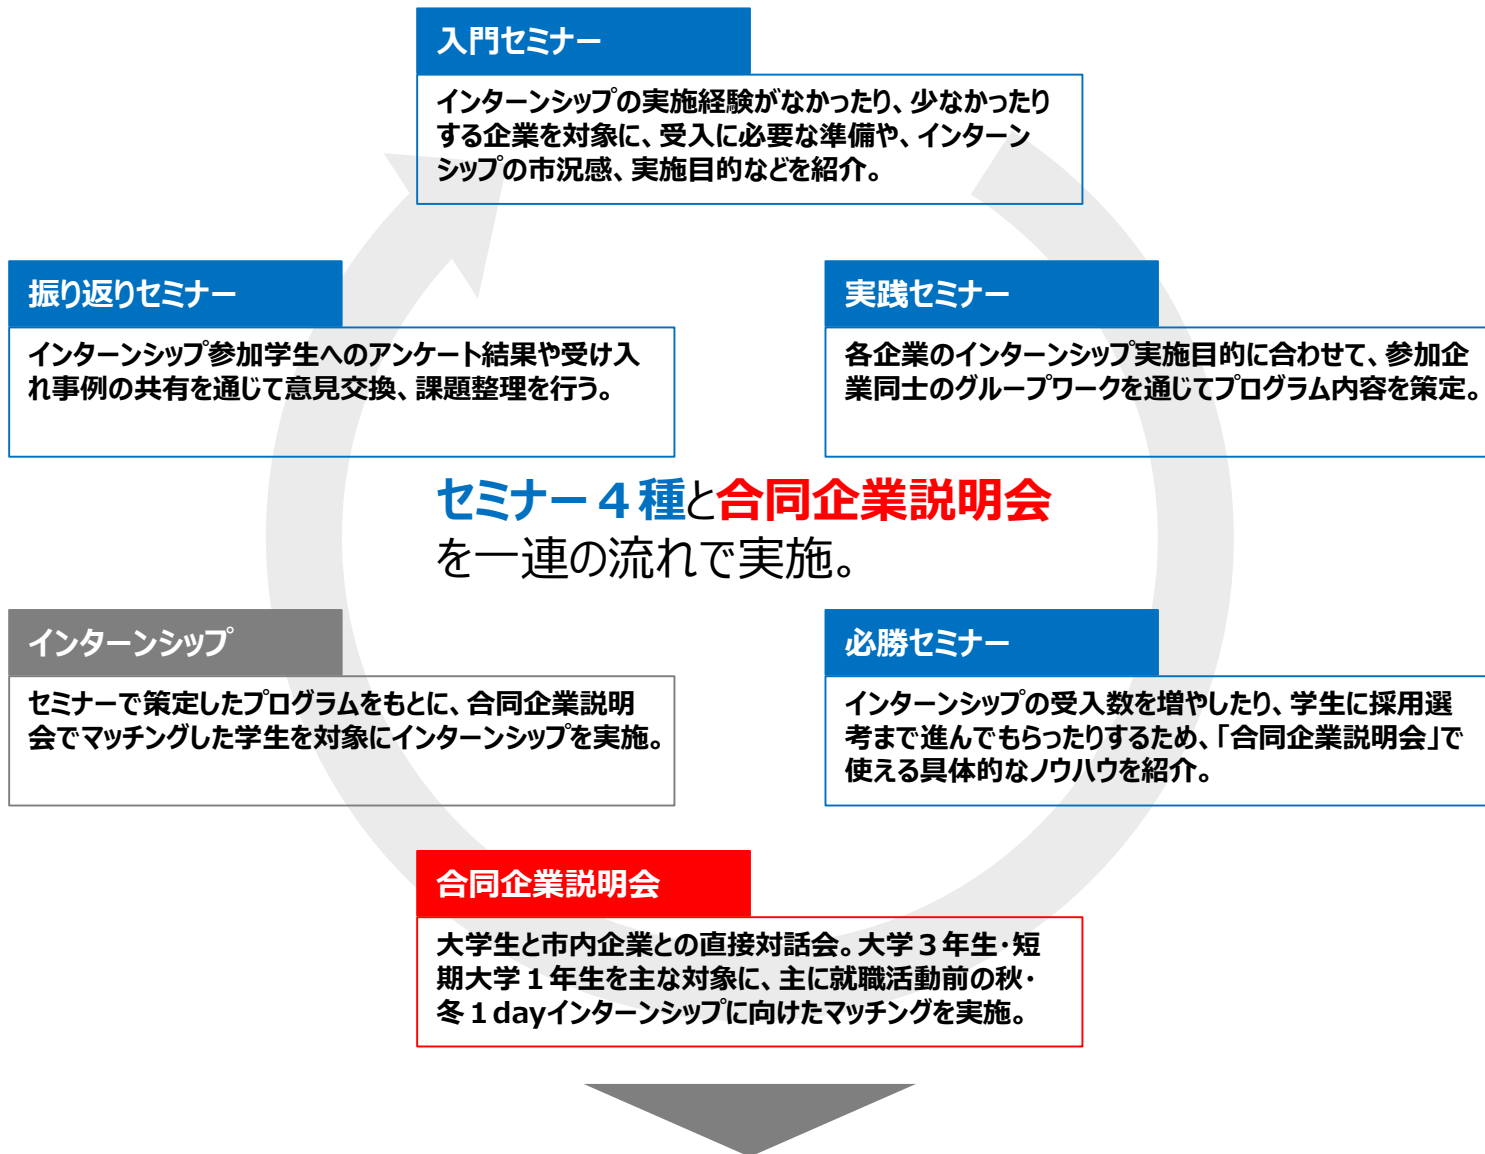 入門セミナー
インターンシップの実施経験がなかったり、少なかったり
する企業を対象に、受入に必要な準備や、インターン
シップの市況感、実施目的などを紹介。
振り返りセミナー
インターンシップ参加学生へのアンケート結果や受け入
れ事例の共有を通じて意見交換、課題整理を行う。
実践セミナー
各企業のインターンシップ実施目的に合わせて、参加企
業同士のグループワークを通じてプログラム内容を策定。
セミナー４種と合同企業説明会
を一連の流れで実施。
インターンシップ
セミナーで策定したプログラムをもとに、合同企業説明
会でマッチングした学生を対象にインターンシップを実施。
必勝セミナー
インターンシップの受入数を増やしたり、学生に採用選
考まで進んでもらったりするため、「合同企業説明会」で
使える具体的なノウハウを紹介。
合同企業説明会
大学生と市内企業との直接対話会。大学３年生・短
期大学１年生を主な対象に、主に就職活動前の秋・
冬１dayインターンシップに向けたマッチングを実施。